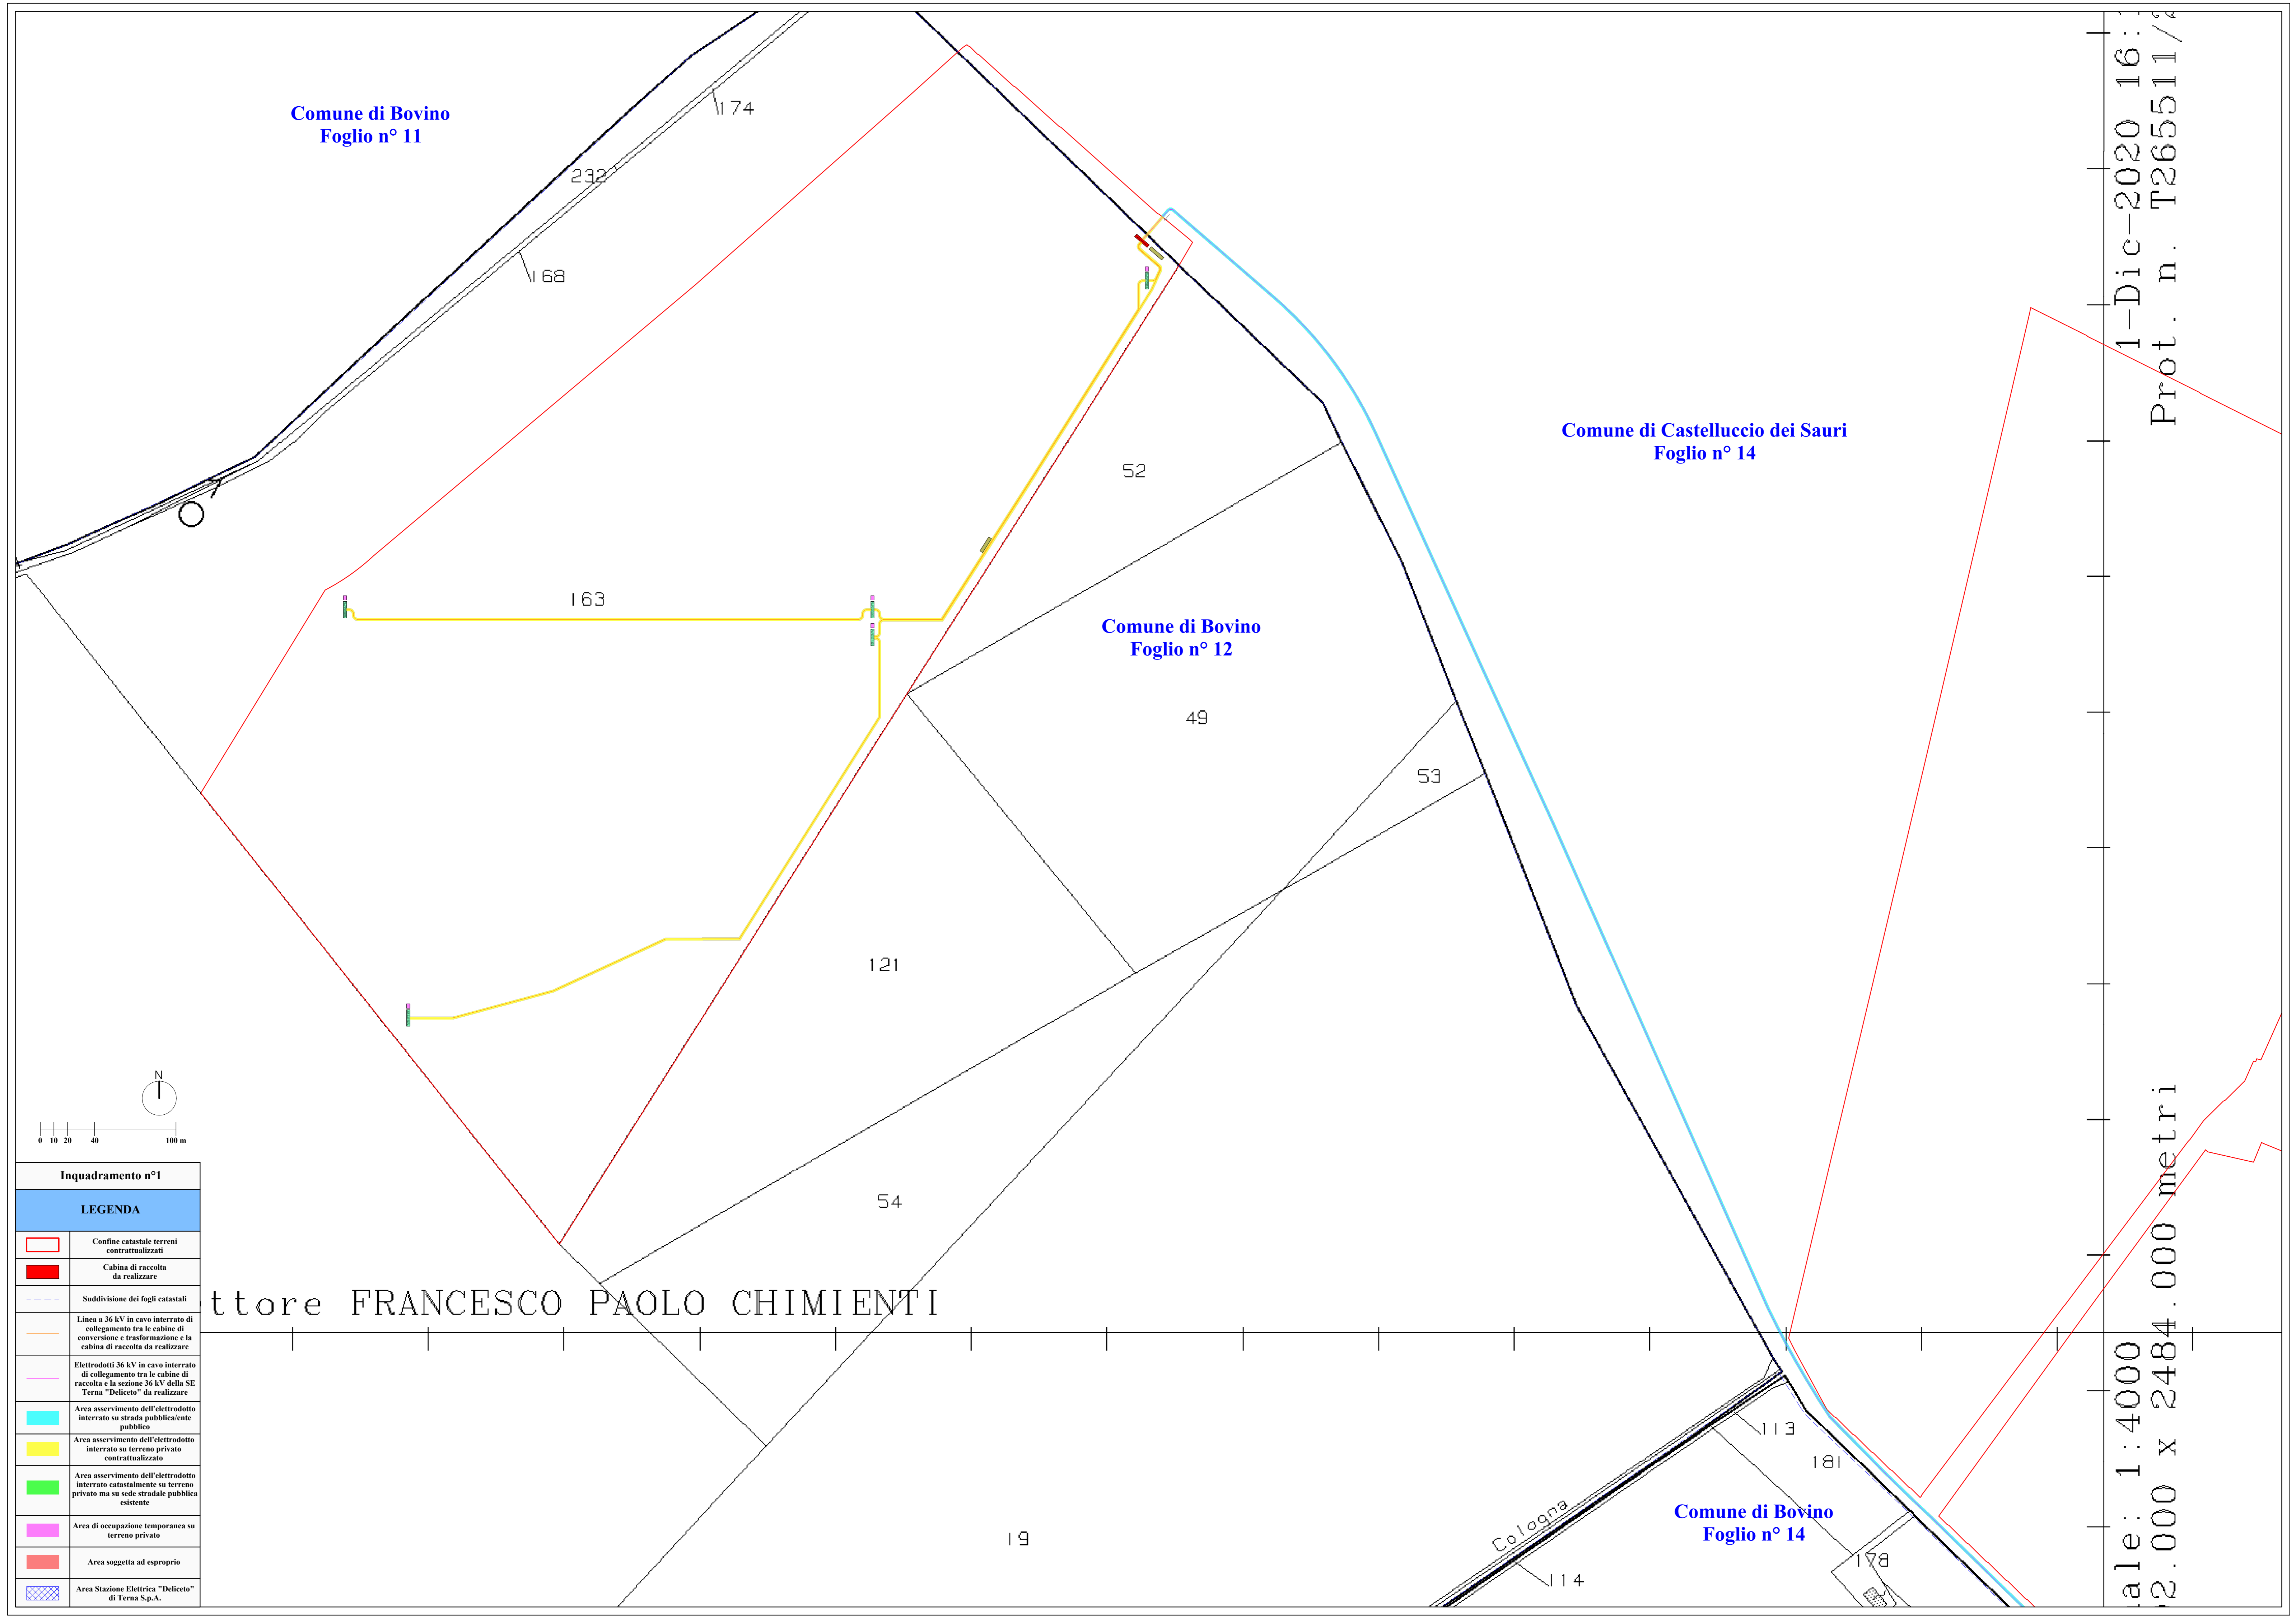 Comune di Bovino
Foglio n° 11
174
232
168
Comune di Castelluccio dei Sauri
Foglio n° 14
52
163
Comune di Bovino
Foglio n° 12
49
53
121
54
ttore FRANCESCO PAOLO CHIMIENTI
113
181
Comune di Bovino
Foglio n° 14
Cologna
178
19
114
1-Dic-2020 16:
Prot. n. T265511/
ale: 1:4000
2.000 x 2484.000 metri
N
0 10 20 40 100 m
Inquadramento n°1
LEGENDA
Confine catastale terreni
contrattualizzati
Cabina di raccolta
da realizzare
Suddivisione dei fogli catastali
Linea a 36 kV in cavo interrato di
collegamento tra le cabine di
conversione e trasformazione e la
cabina di raccolta da realizzare
Elettrodotti 36 kV in cavo interrato
di collegamento tra le cabine di
raccolta e la sezione 36 kV della SE
Terna "Deliceto" da realizzare
Area asservimento dell'elettrodotto
interrato su strada pubblica/ente
pubblico
Area asservimento dell'elettrodotto
interrato su terreno privato
contrattualizzato
Area asservimento dell'elettrodotto
interrato catastalmente su terreno
privato ma su sede stradale pubblica
esistente
Area di occupazione temporanea su
terreno privato
Area soggetta ad esproprio
Area Stazione Elettrica "Deliceto"
di Terna S.p.A.